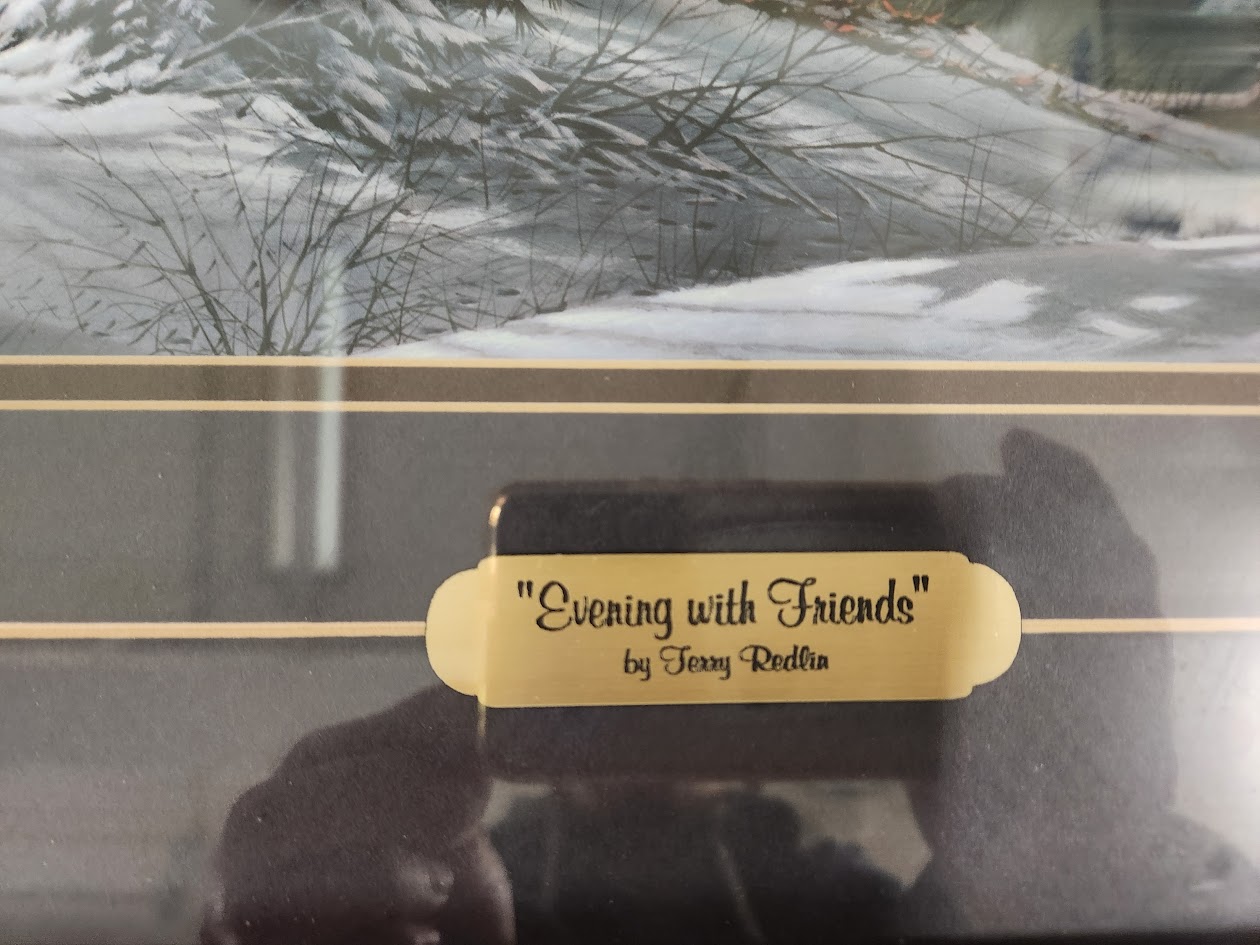 "Evening with Friends"
by Terry Redlin